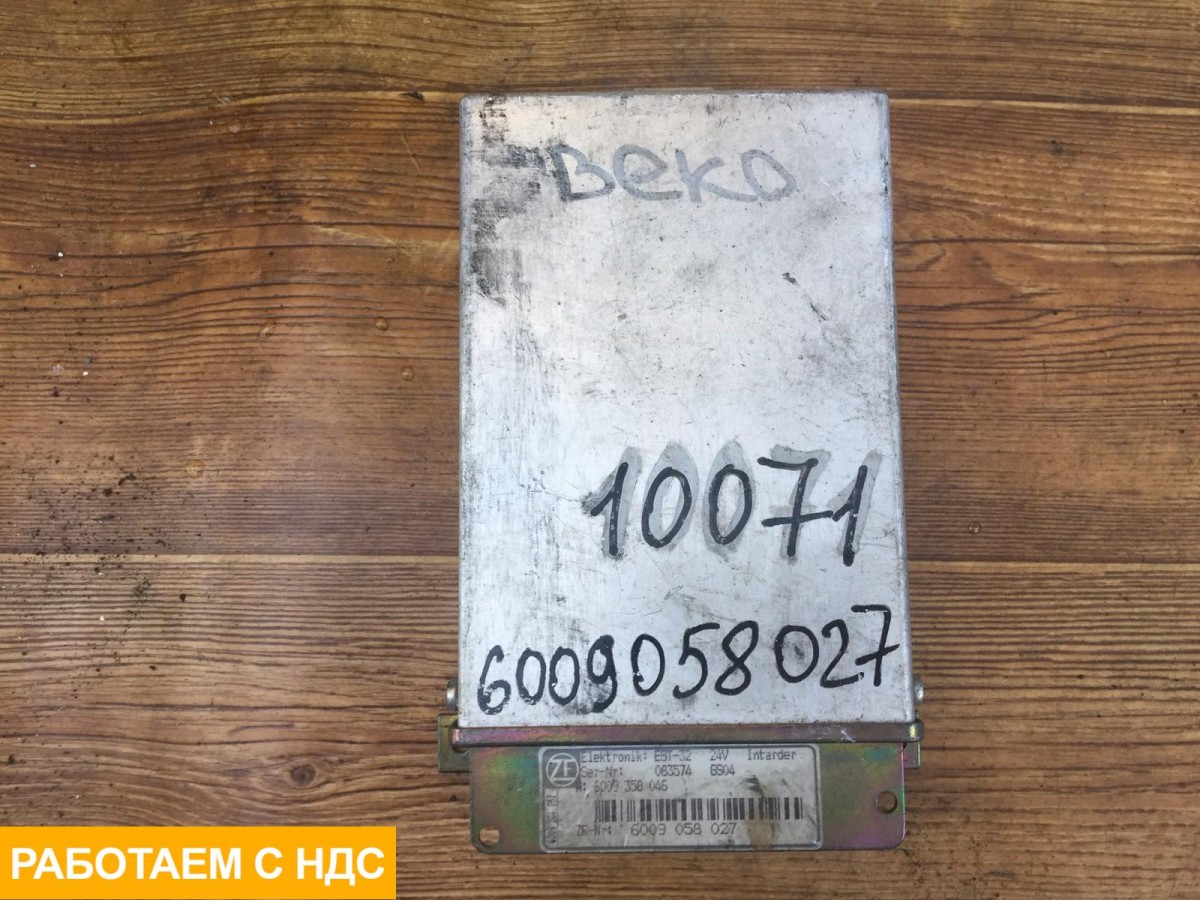 Beko
10071
6009058027
ZF
Elektronik: EST-32 24V Intarder
Ser-Nr: 083574 GS04
6009 358 046
ZF-Nr: 6009 058 027
РАБОТАЕМ С НДС